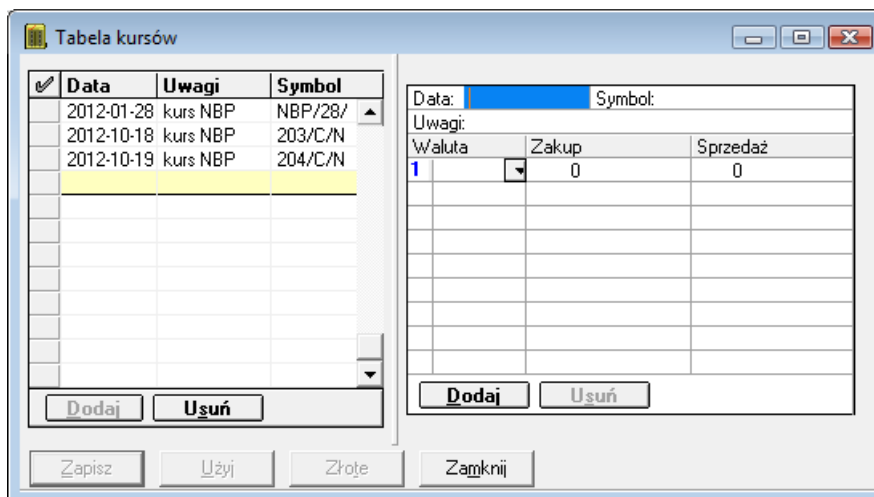 Tabela kursów
Data Uwagi Symbol
2012-01-28 kurs NBP NBP/28/
2012-10-18 kurs NBP 203/C/N
2012-10-19 kurs NBP 204/C/N
Dodaj Usuń
Data: Symbol:
Uwagi:
Waluta Zakup Sprzedaż
1 0 0
Dodaj Usuń
Zapisz Użyj Złote Zamknij